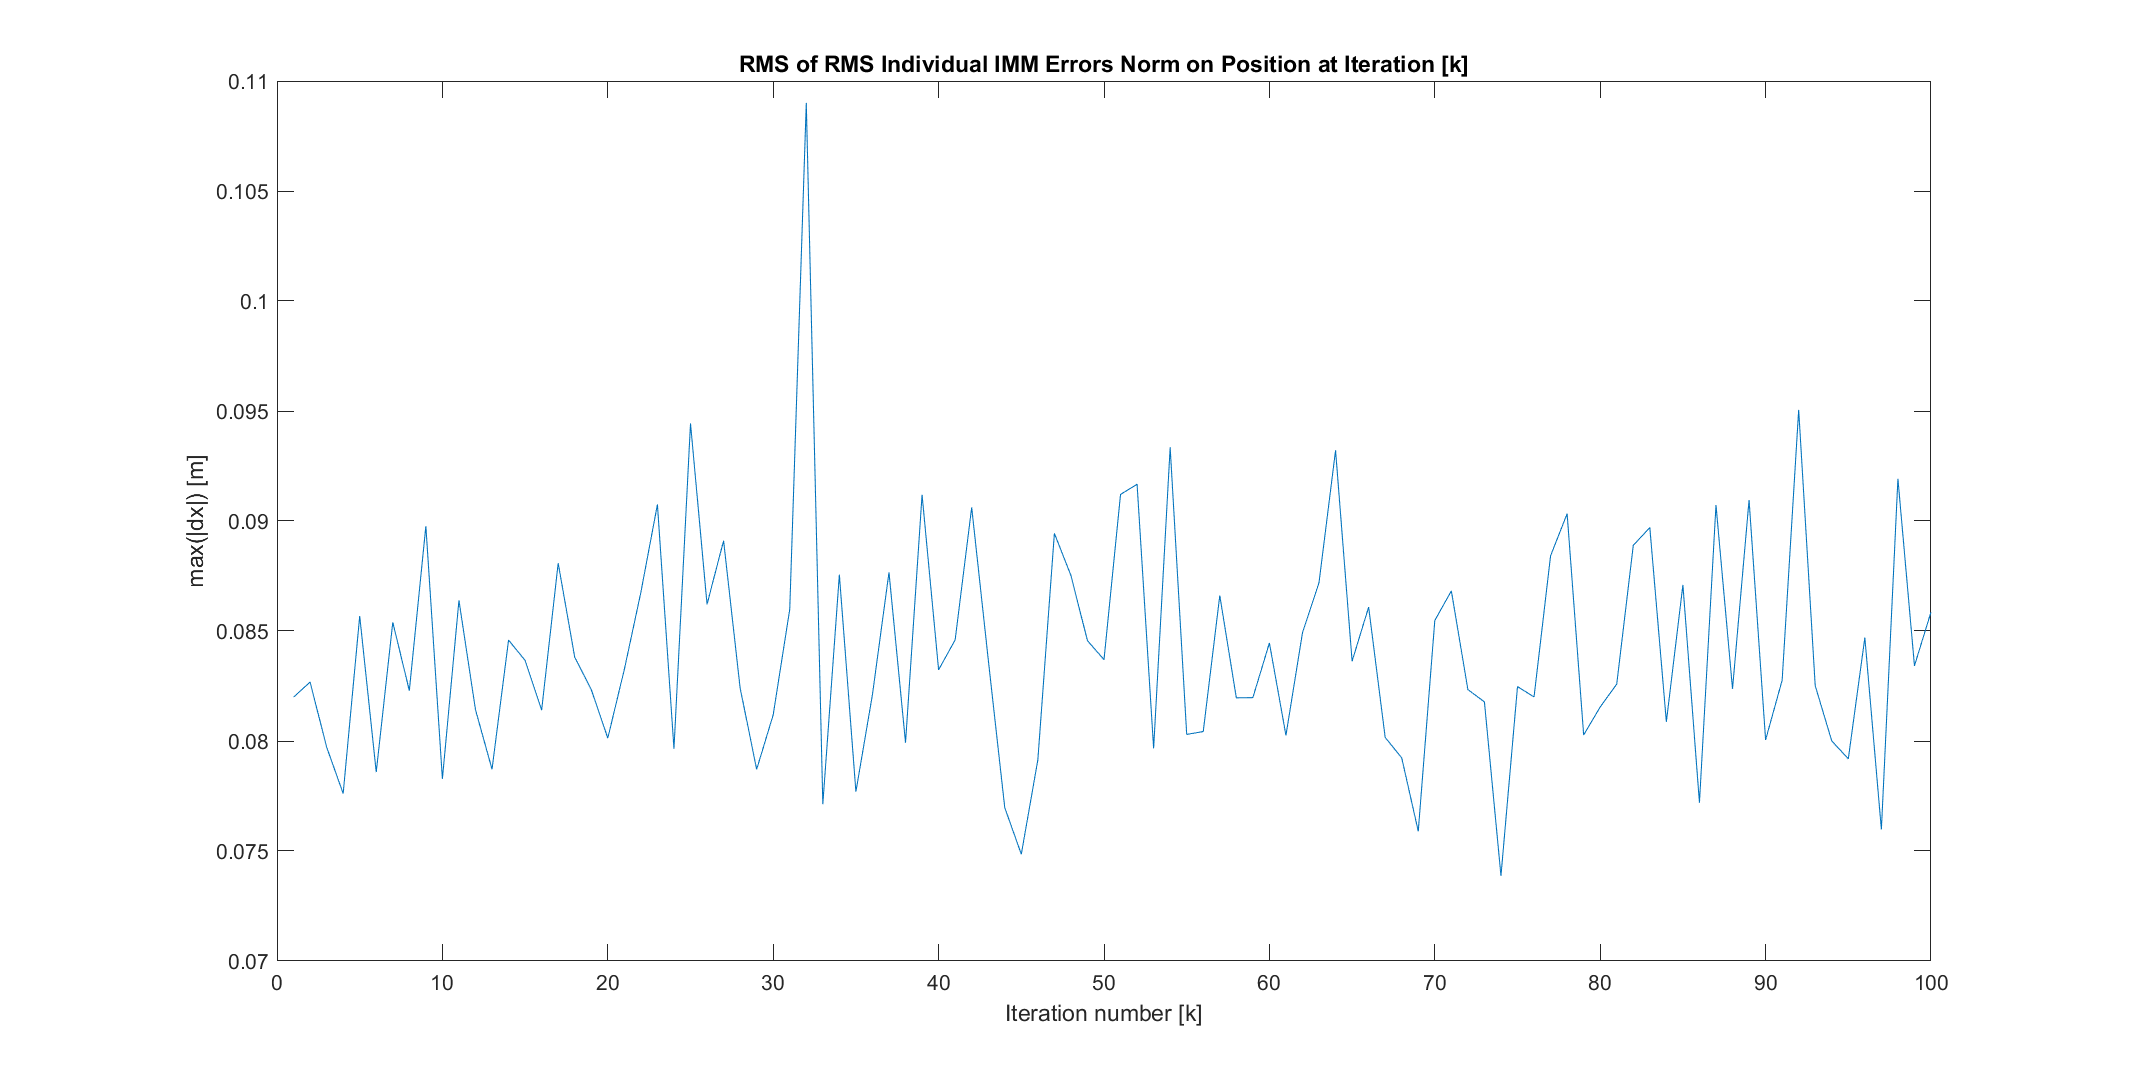 RMS of RMS Individual IMM Errors Norm on Position at Iteration [k]
0.11
0.105
0.1
0.095
0.09
0.085
0.08
0.075
0.07
max(|dx|) [m]
0 10 20 30 40 50 60 70 80 90 100
Iteration number [k]